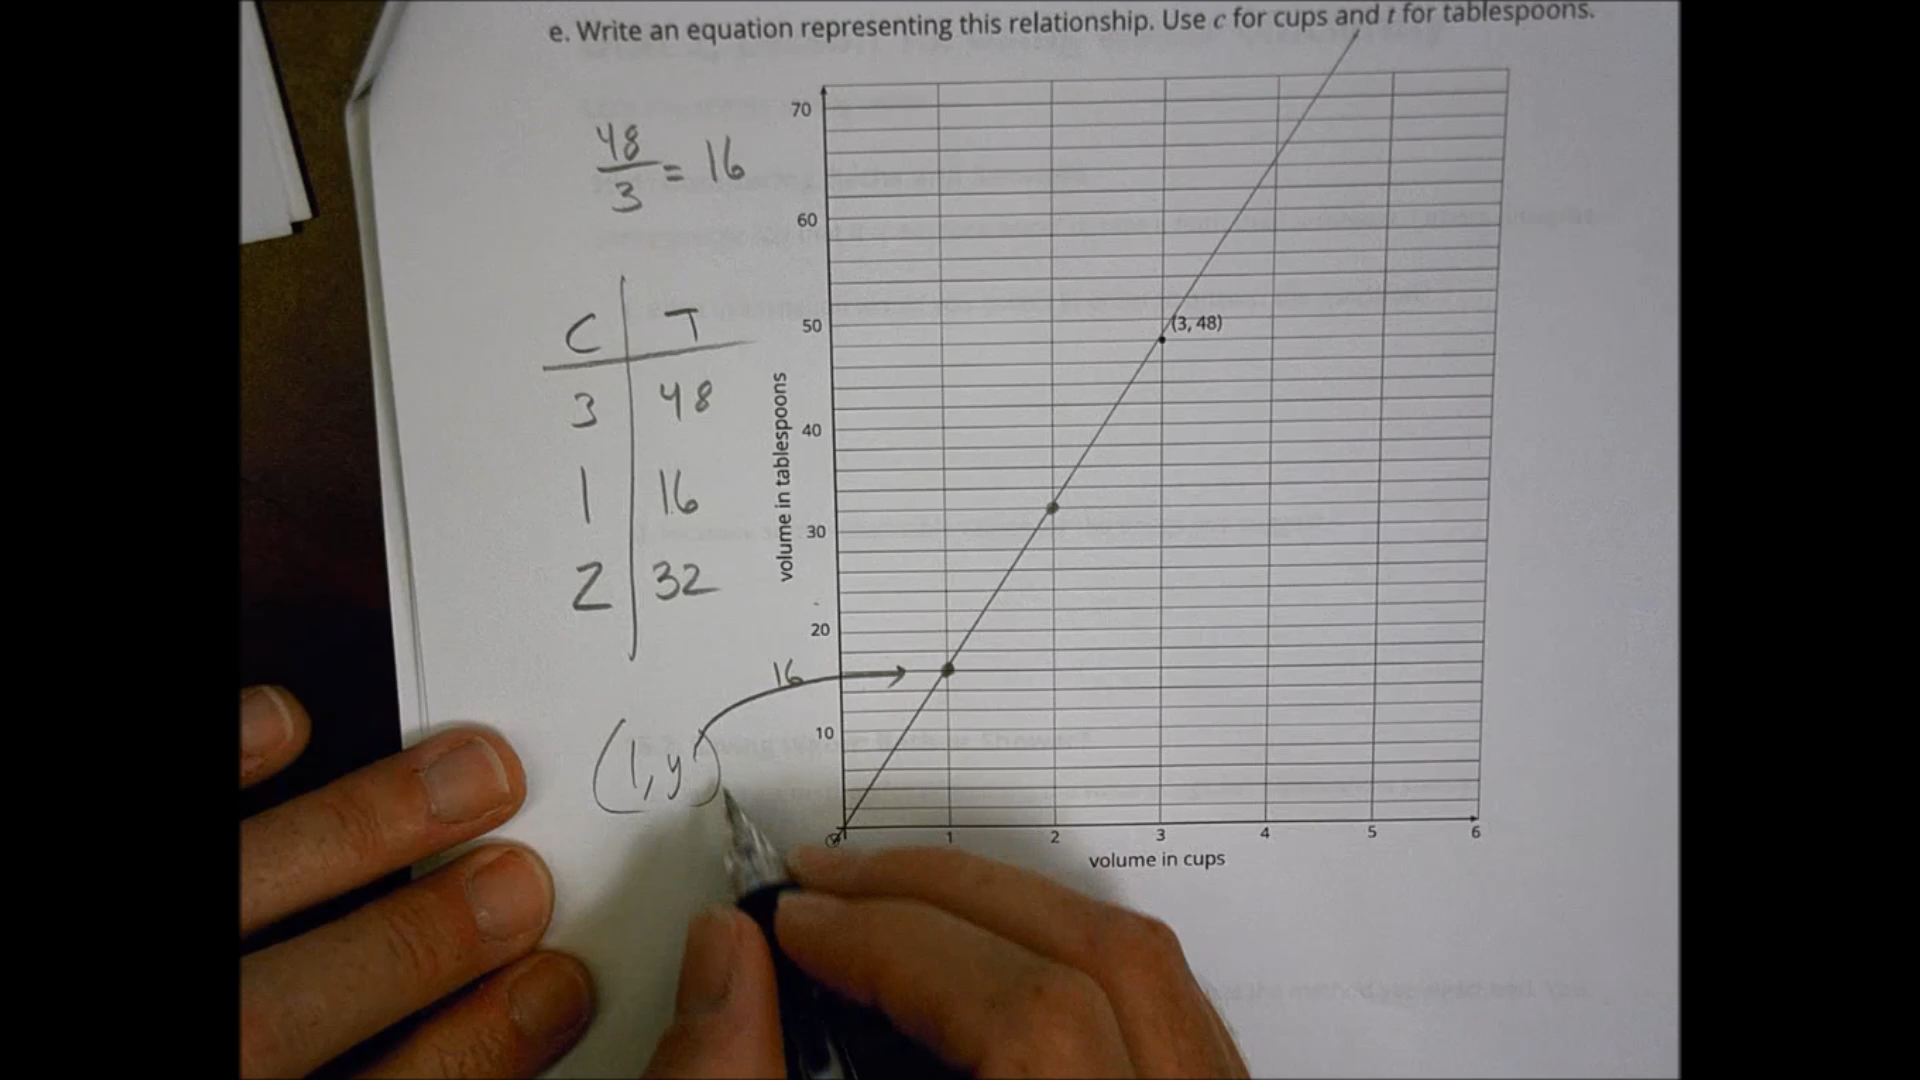 e. Write an equation representing this relationship. Use c for cups and t for tablespoons.
48
3
= 16
C T
3 48
1 16
2 32
16
(1, y)
volume in tablespoons
70
60
50
40
30
20
10
(3, 48)
1 2 3 4 5 6
volume in cups